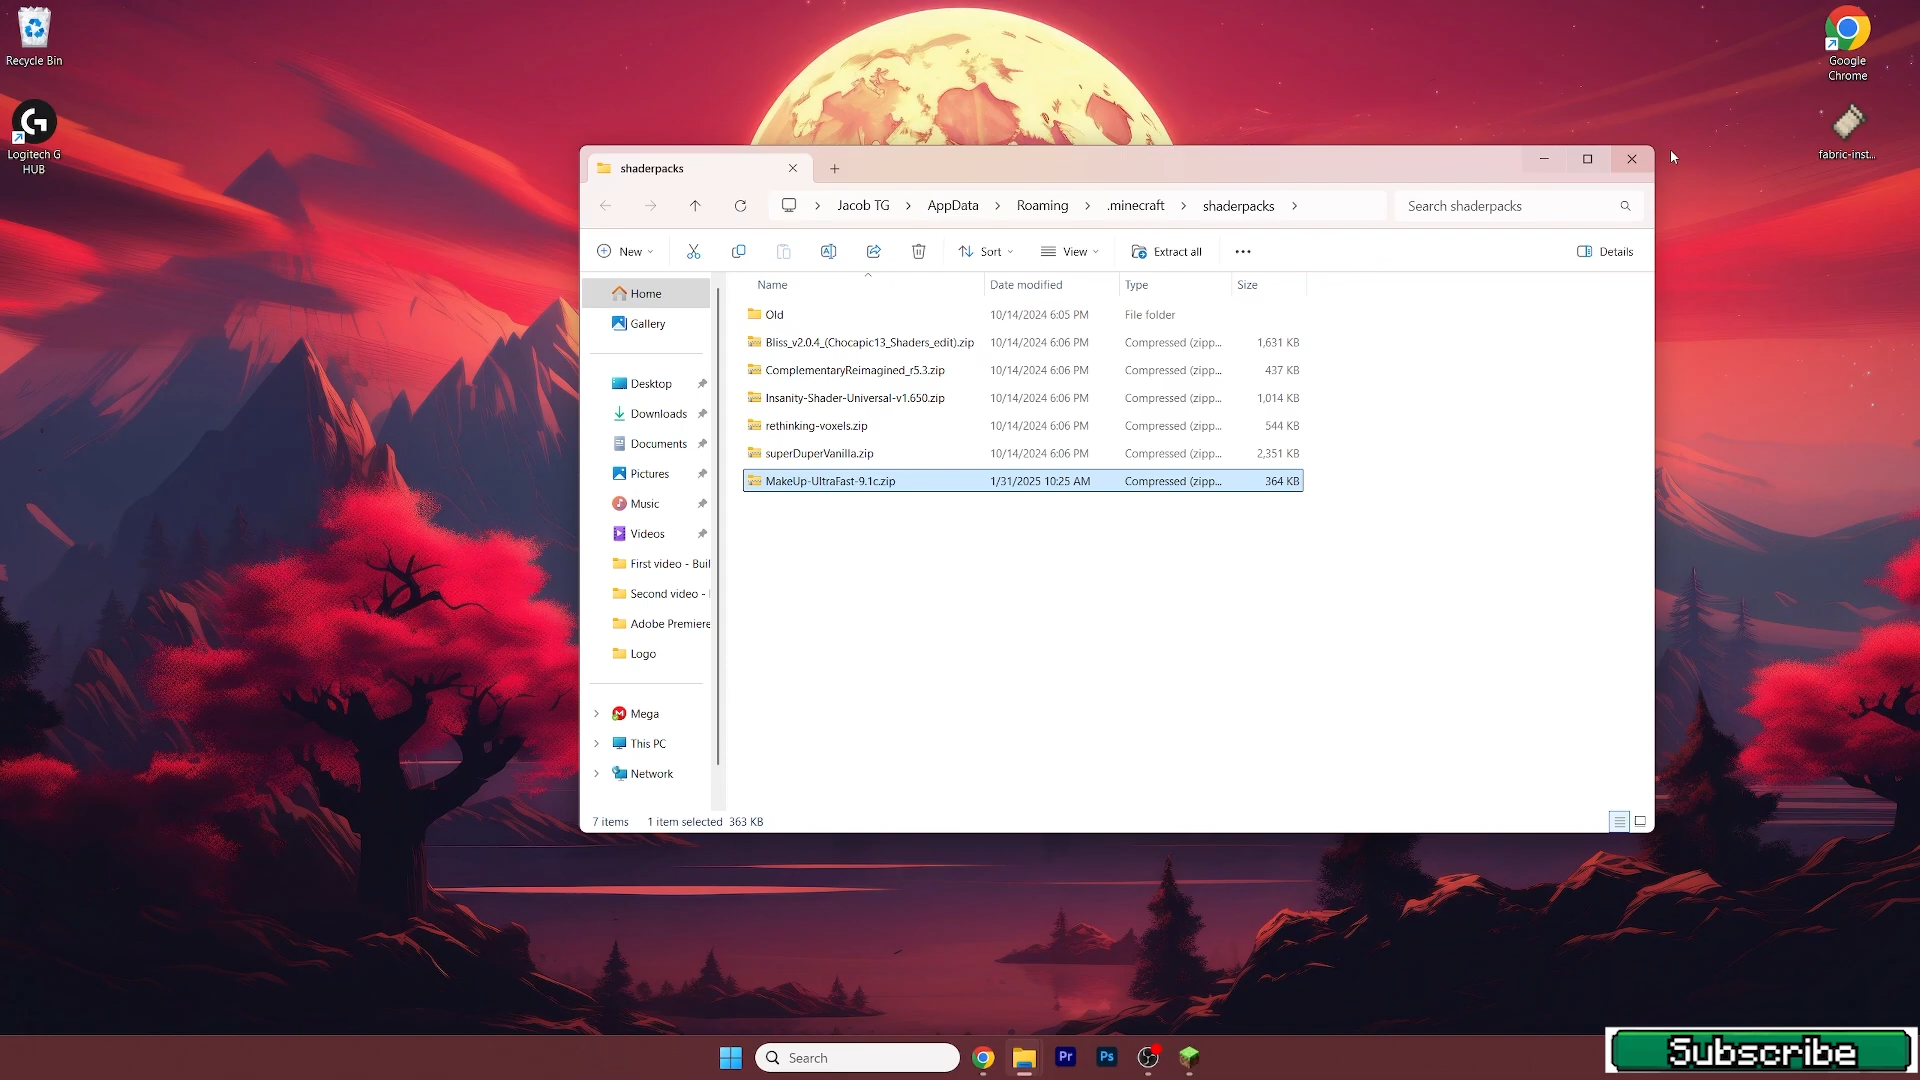 Recycle Bin
Logitech G
HUB
Google
Chrome
fabric-inst...
shaderpacks
Jacob TG > AppData > Roaming > .minecraft > shaderpacks >
Search shaderpacks
New
Sort
View
Extract all
Details
Name Date modified Type Size
Old 10/14/2024 6:05 PM File folder
Bliss_v2.0.4_(Chocapic13_Shaders_edit).zip 10/14/2024 6:06 PM Compressed (zipp... 1,631 KB
ComplementaryReimagined_r5.3.zip 10/14/2024 6:06 PM Compressed (zipp... 437 KB
Insanity-Shader-Universal-v1.650.zip 10/14/2024 6:06 PM Compressed (zipp... 1,014 KB
rethinking-voxels.zip 10/14/2024 6:06 PM Compressed (zipp... 544 KB
superDuperVanilla.zip 10/14/2024 6:06 PM Compressed (zipp... 2,351 KB
MakeUp-UltraFast-9.1c.zip 1/31/2025 10:25 AM Compressed (zipp... 364 KB
Home
Gallery
Desktop
Downloads
Documents
Pictures
Music
Videos
First video - Buil
Second video -
Adobe Premiere
Logo
Mega
This PC
Network
7 items 1 item selected 363 KB
Search
Pr
Ps
Subscribe